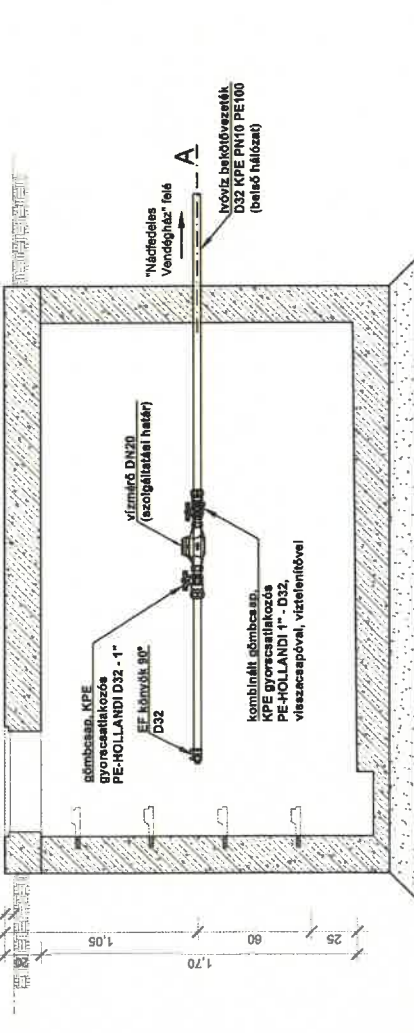 gömbcsap, KPE
gyorscsatlakozós
PE-HOLLANDI D32 - 1"
EF könyök 90°
D32
vízmérő DN20
(szolgáltatási határ)
"Nádfedeles
Vendégház" felé
A
ivóvíz bekötővezeték
D32 KPE PN10 PE100
(belső hálózat)
kombinált gömbcsap,
KPE gyorscsatlakozós
PE-HOLLANDI 1" - D32,
visszacsapóval, víztelenítővel
1,05
60
25
20
1,70